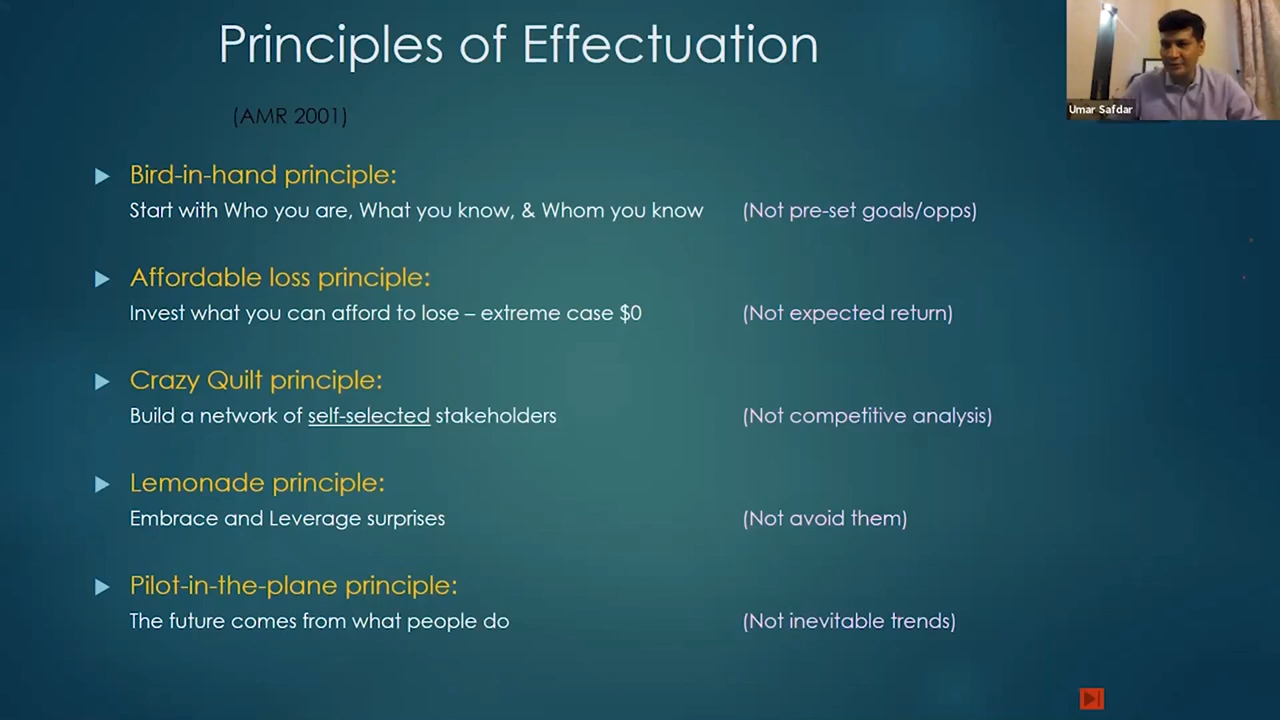 Principles of Effectuation
Umar Safdar
(AMR 2001)
Bird-in-hand principle:
Start with Who you are, What you know, & Whom you know (Not pre-set goals/opps)
Affordable loss principle:
Invest what you can afford to lose – extreme case $0 (Not expected return)
Crazy Quilt principle:
Build a network of self-selected stakeholders (Not competitive analysis)
Lemonade principle:
Embrace and Leverage surprises (Not avoid them)
Pilot-in-the-plane principle:
The future comes from what people do (Not inevitable trends)